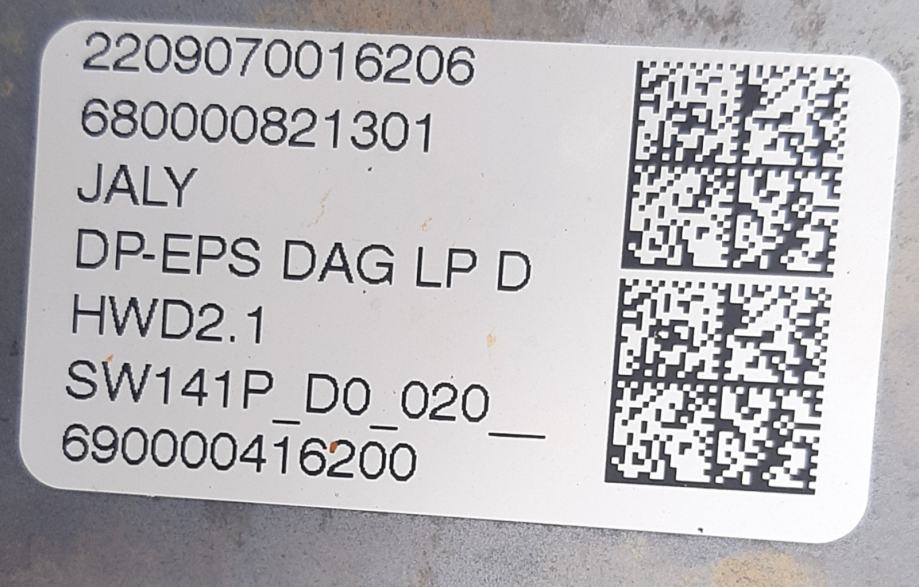 2209070016206
680000821301
JALY
DP-EPS DAG LP D
HWD2.1
SW141P_D0_020__
690000416200